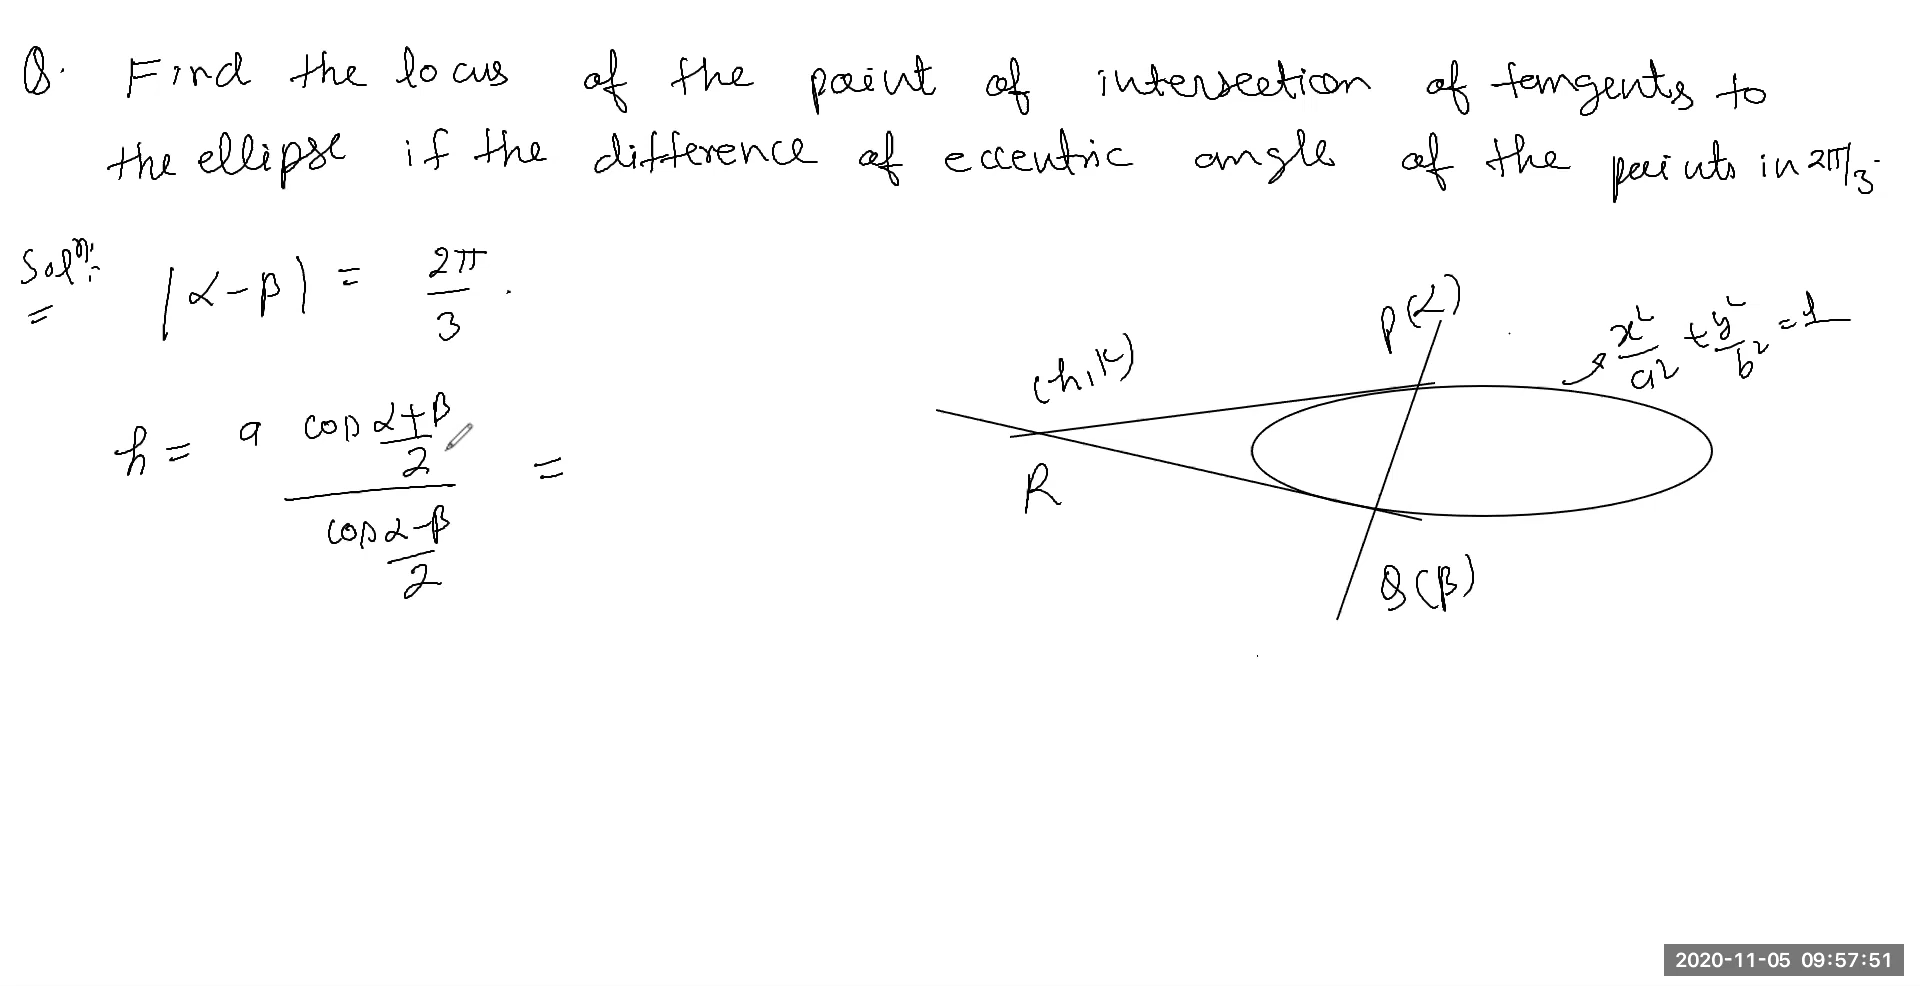 Q. Find the locus of the point of intersection of tangents to
the ellipse if the difference of eccentric angle of the points in 2π/3.
Solⁿ:
=
|α-β| = 2π/3 .
h = a cos (α+β)/2 / cos (α-β)/2 =
P(α)
x²/a² + y²/b² = 1
(h,k)
R
Q(β)
2020-11-05 09:57:51